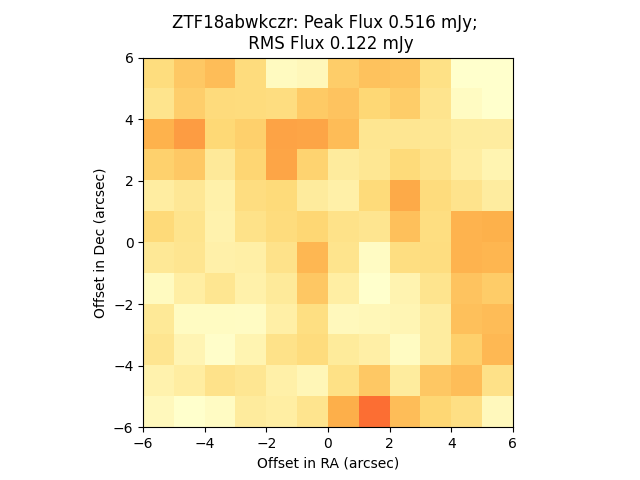 ZTF18abwkczr: Peak Flux 0.516 mJy;
RMS Flux 0.122 mJy
6
4
2
0
−2
−4
−6
Offset in Dec (arcsec)
−6 −4 −2 0 2 4 6
Offset in RA (arcsec)